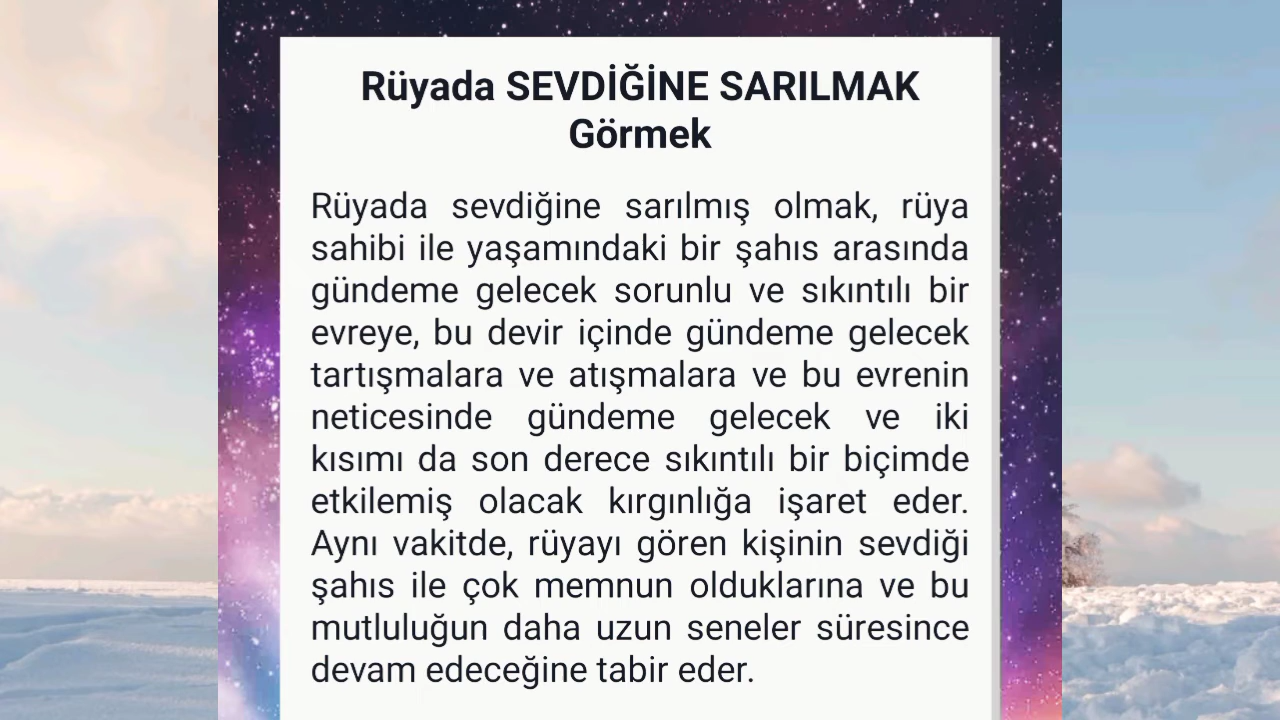 Rüyada SEVDİĞİNE SARILMAK
Görmek
Rüyada sevdiğine sarılmış olmak, rüya
sahibi ile yaşamındaki bir şahıs arasında
gündeme gelecek sorunlu ve sıkıntılı bir
evreye, bu devir içinde gündeme gelecek
tartışmalara ve atışmalara ve bu evrenin
neticesinde gündeme gelecek ve iki
kısımı da son derece sıkıntılı bir biçimde
etkilemiş olacak kırgınlığa işaret eder.
Aynı vakitde, rüyayı gören kişinin sevdiği
şahıs ile çok memnun olduklarına ve bu
mutluluğun daha uzun seneler süresince
devam edeceğine tabir eder.